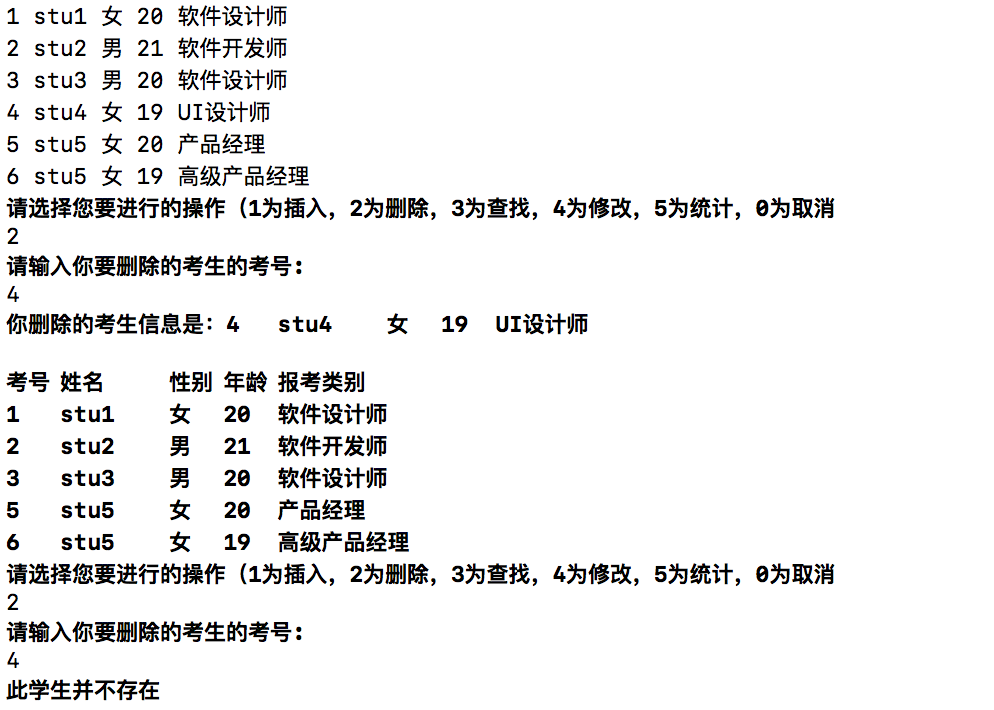 1 stu1 女 20 软件设计师
2 stu2 男 21 软件开发师
3 stu3 男 20 软件设计师
4 stu4 女 19 UI设计师
5 stu5 女 20 产品经理
6 stu5 女 19 高级产品经理
请选择您要进行的操作（1为插入，2为删除，3为查找，4为修改，5为统计，0为取消
2
请输入你要删除的考生的考号：
4
你删除的考生信息是：4 stu4 女 19 UI设计师
考号 姓名 性别 年龄 报考类别
1 stu1 女 20 软件设计师
2 stu2 男 21 软件开发师
3 stu3 男 20 软件设计师
5 stu5 女 20 产品经理
6 stu5 女 19 高级产品经理
请选择您要进行的操作（1为插入，2为删除，3为查找，4为修改，5为统计，0为取消
2
请输入你要删除的考生的考号：
4
此学生并不存在